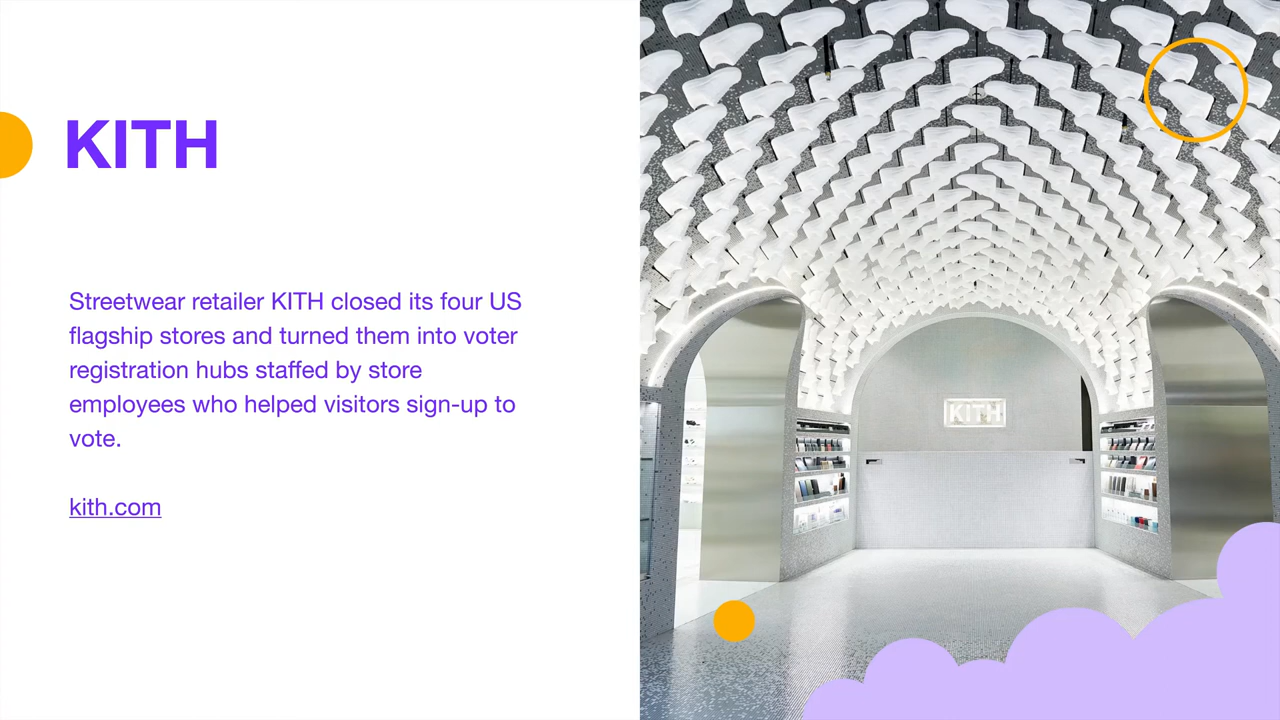 KITH
Streetwear retailer KITH closed its four US
flagship stores and turned them into voter
registration hubs staffed by store
employees who helped visitors sign-up to
vote.
kith.com
KITH